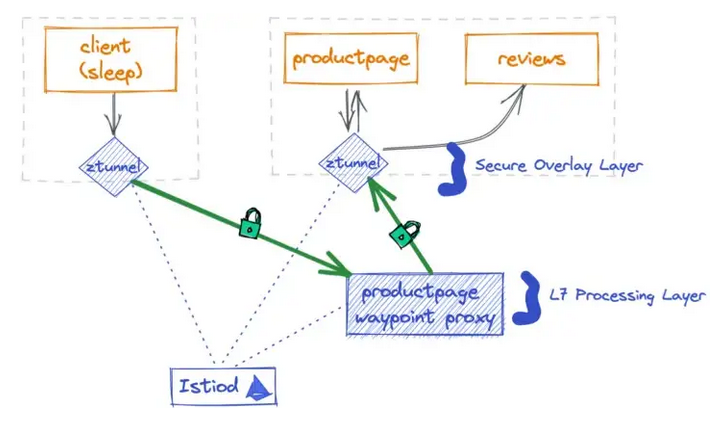 client
(sleep)
productpage
reviews
ztunnel
ztunnel
Secure Overlay Layer
productpage
waypoint proxy
L7 Processing Layer
Istiod